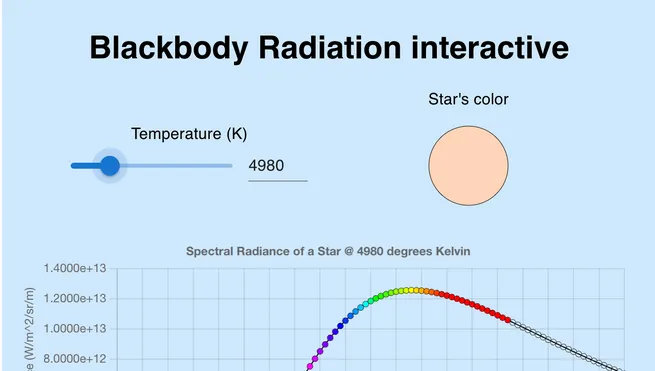 Blackbody Radiation interactive
Star's color
Temperature (K)
4980
Spectral Radiance of a Star @ 4980 degrees Kelvin
1.4000e+13
1.2000e+13
1.0000e+13
8.0000e+12
(W/m^2/sr/m)